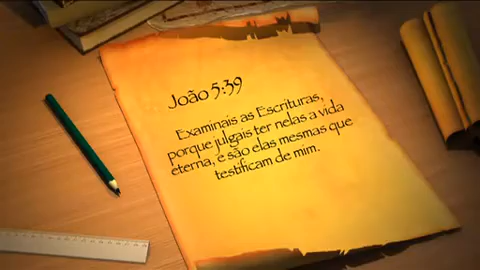 João 5:39
Examinais as Escrituras,
porque julgais ter nelas a vida
eterna, e são elas mesmas que
testificam de mim.